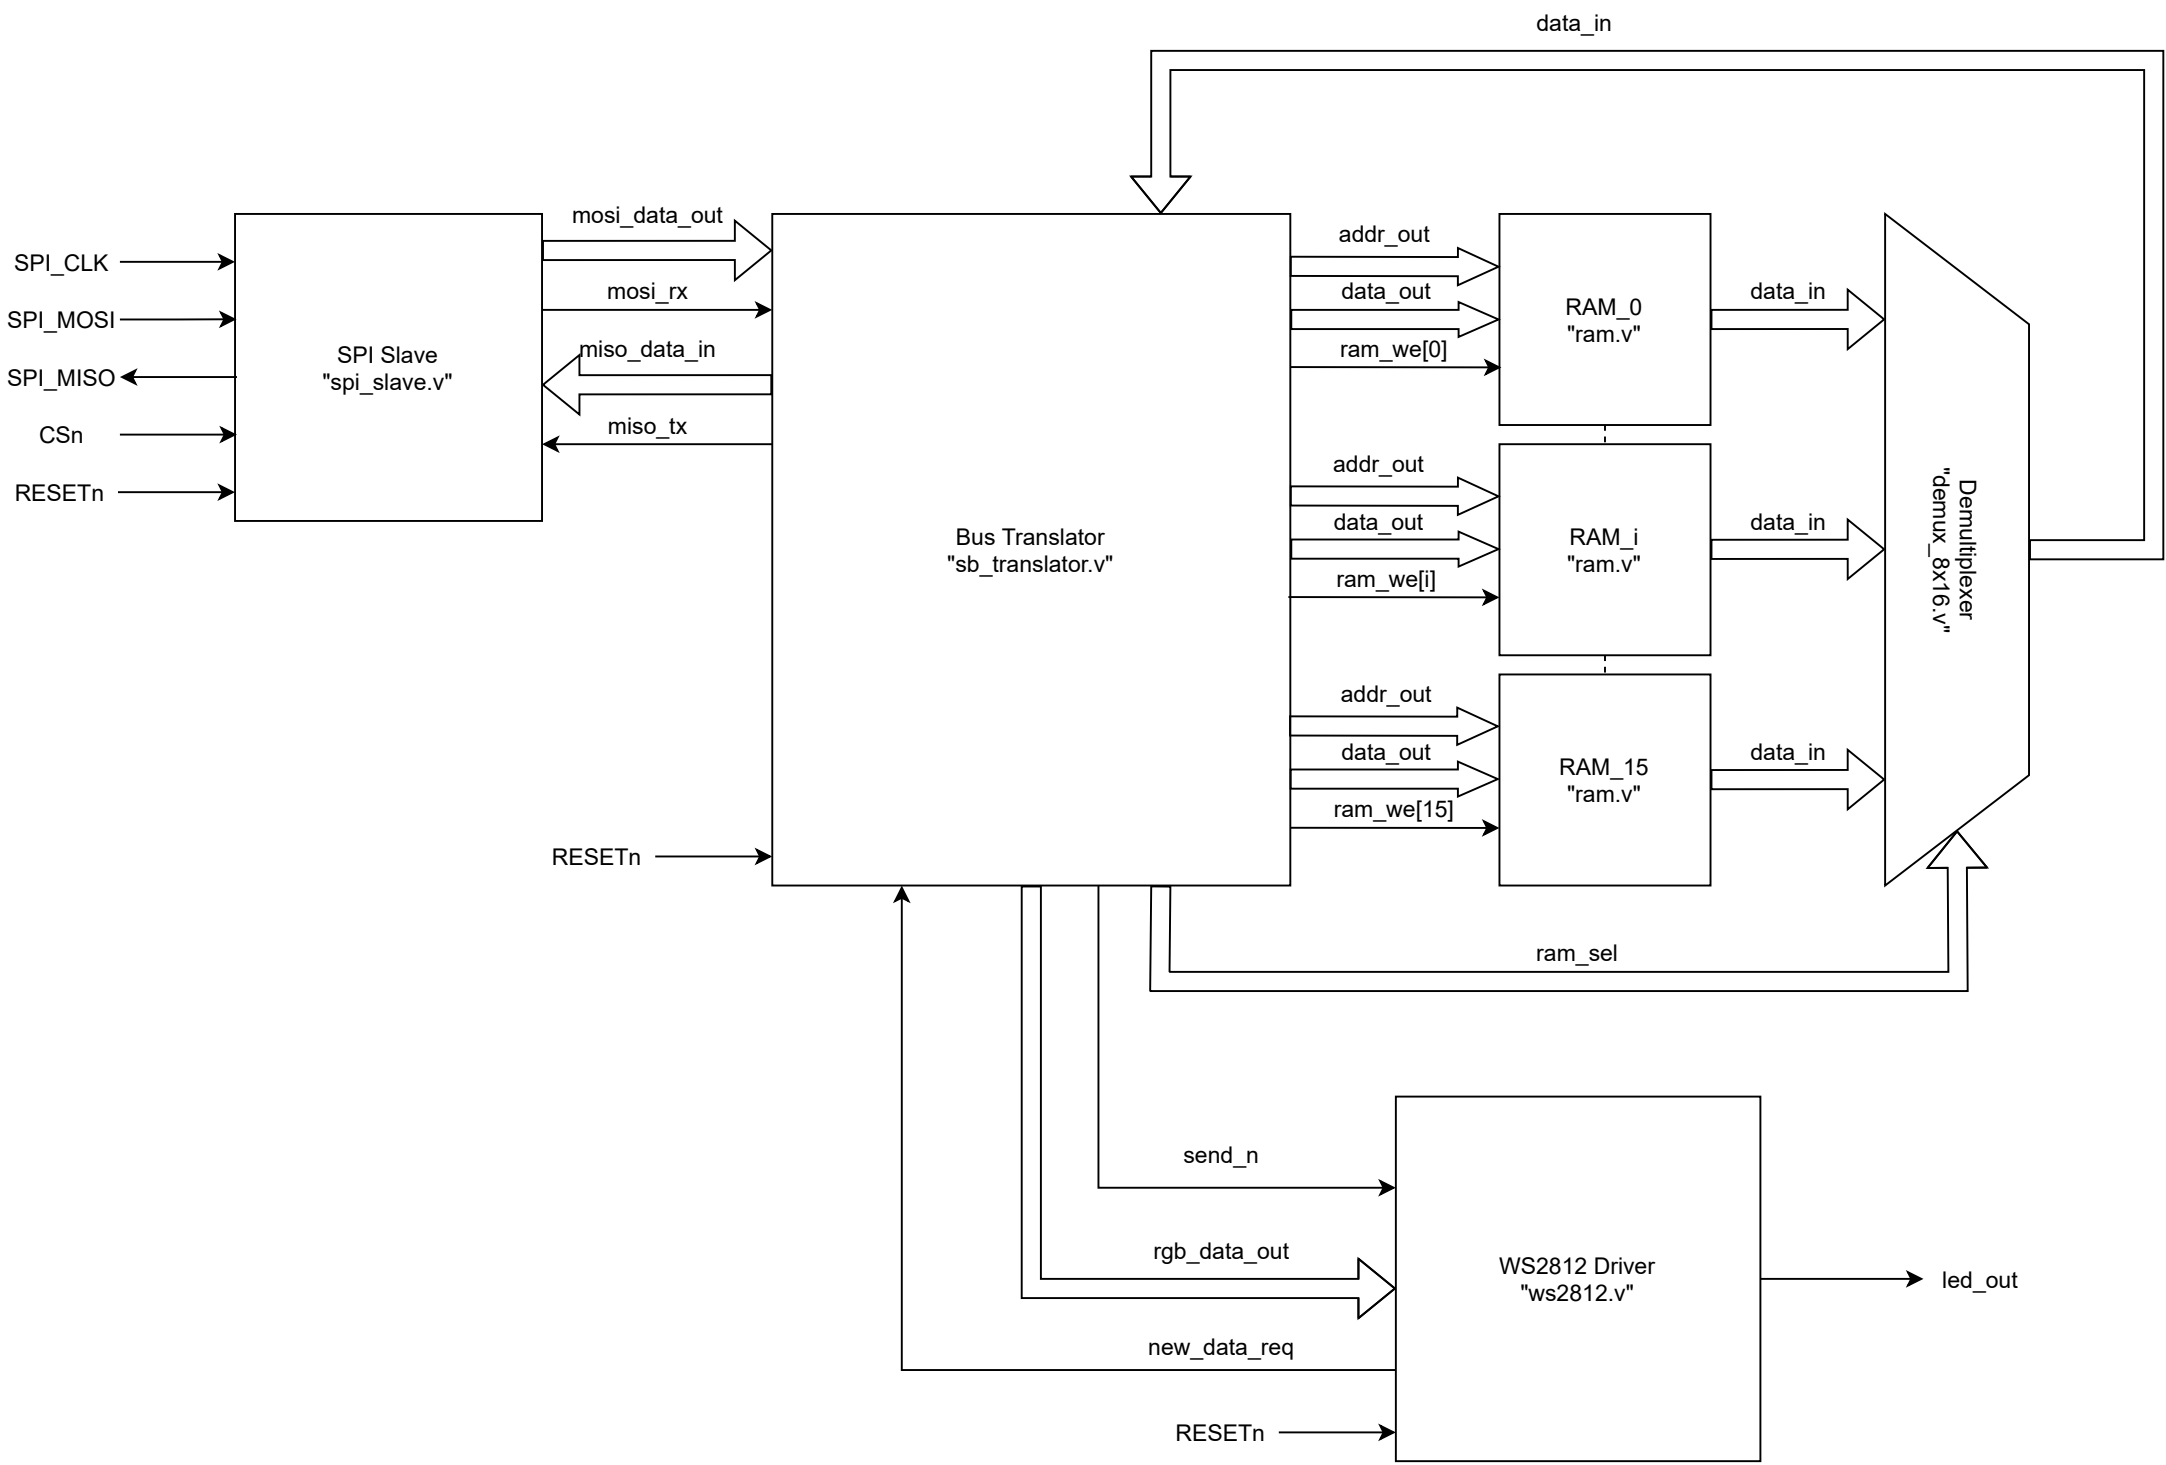 data_in
SPI_CLK
SPI_MOSI
SPI_MISO
CSn
RESETn
SPI Slave
"spi_slave.v"
mosi_data_out
mosi_rx
miso_data_in
miso_tx
Bus Translator
"sb_translator.v"
RESETn
addr_out
data_out
ram_we[0]
RAM_0
"ram.v"
data_in
addr_out
data_out
ram_we[i]
RAM_i
"ram.v"
data_in
addr_out
data_out
ram_we[15]
RAM_15
"ram.v"
data_in
Demultiplexer
"demux_8x16.v"
ram_sel
send_n
rgb_data_out
new_data_req
RESETn
WS2812 Driver
"ws2812.v"
led_out